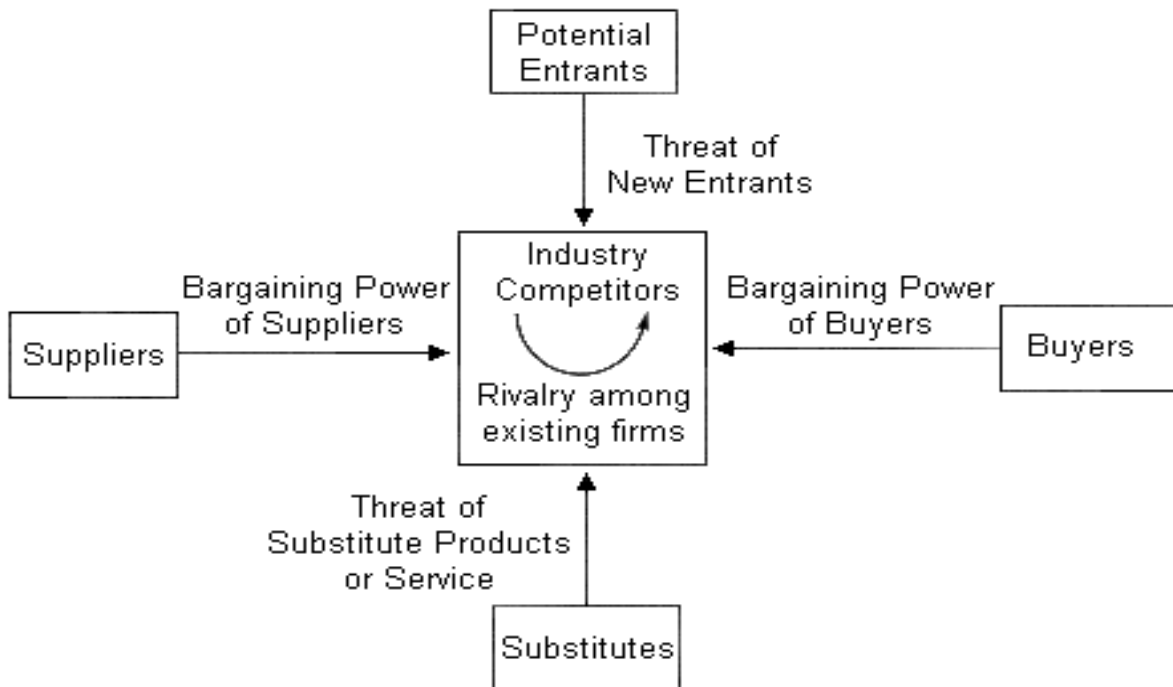 Potential
Entrants
Threat of
New Entrants
Industry
Competitors
Rivalry among
existing firms
Bargaining Power
of Suppliers
Suppliers
Bargaining Power
of Buyers
Buyers
Threat of
Substitute Products
or Service
Substitutes